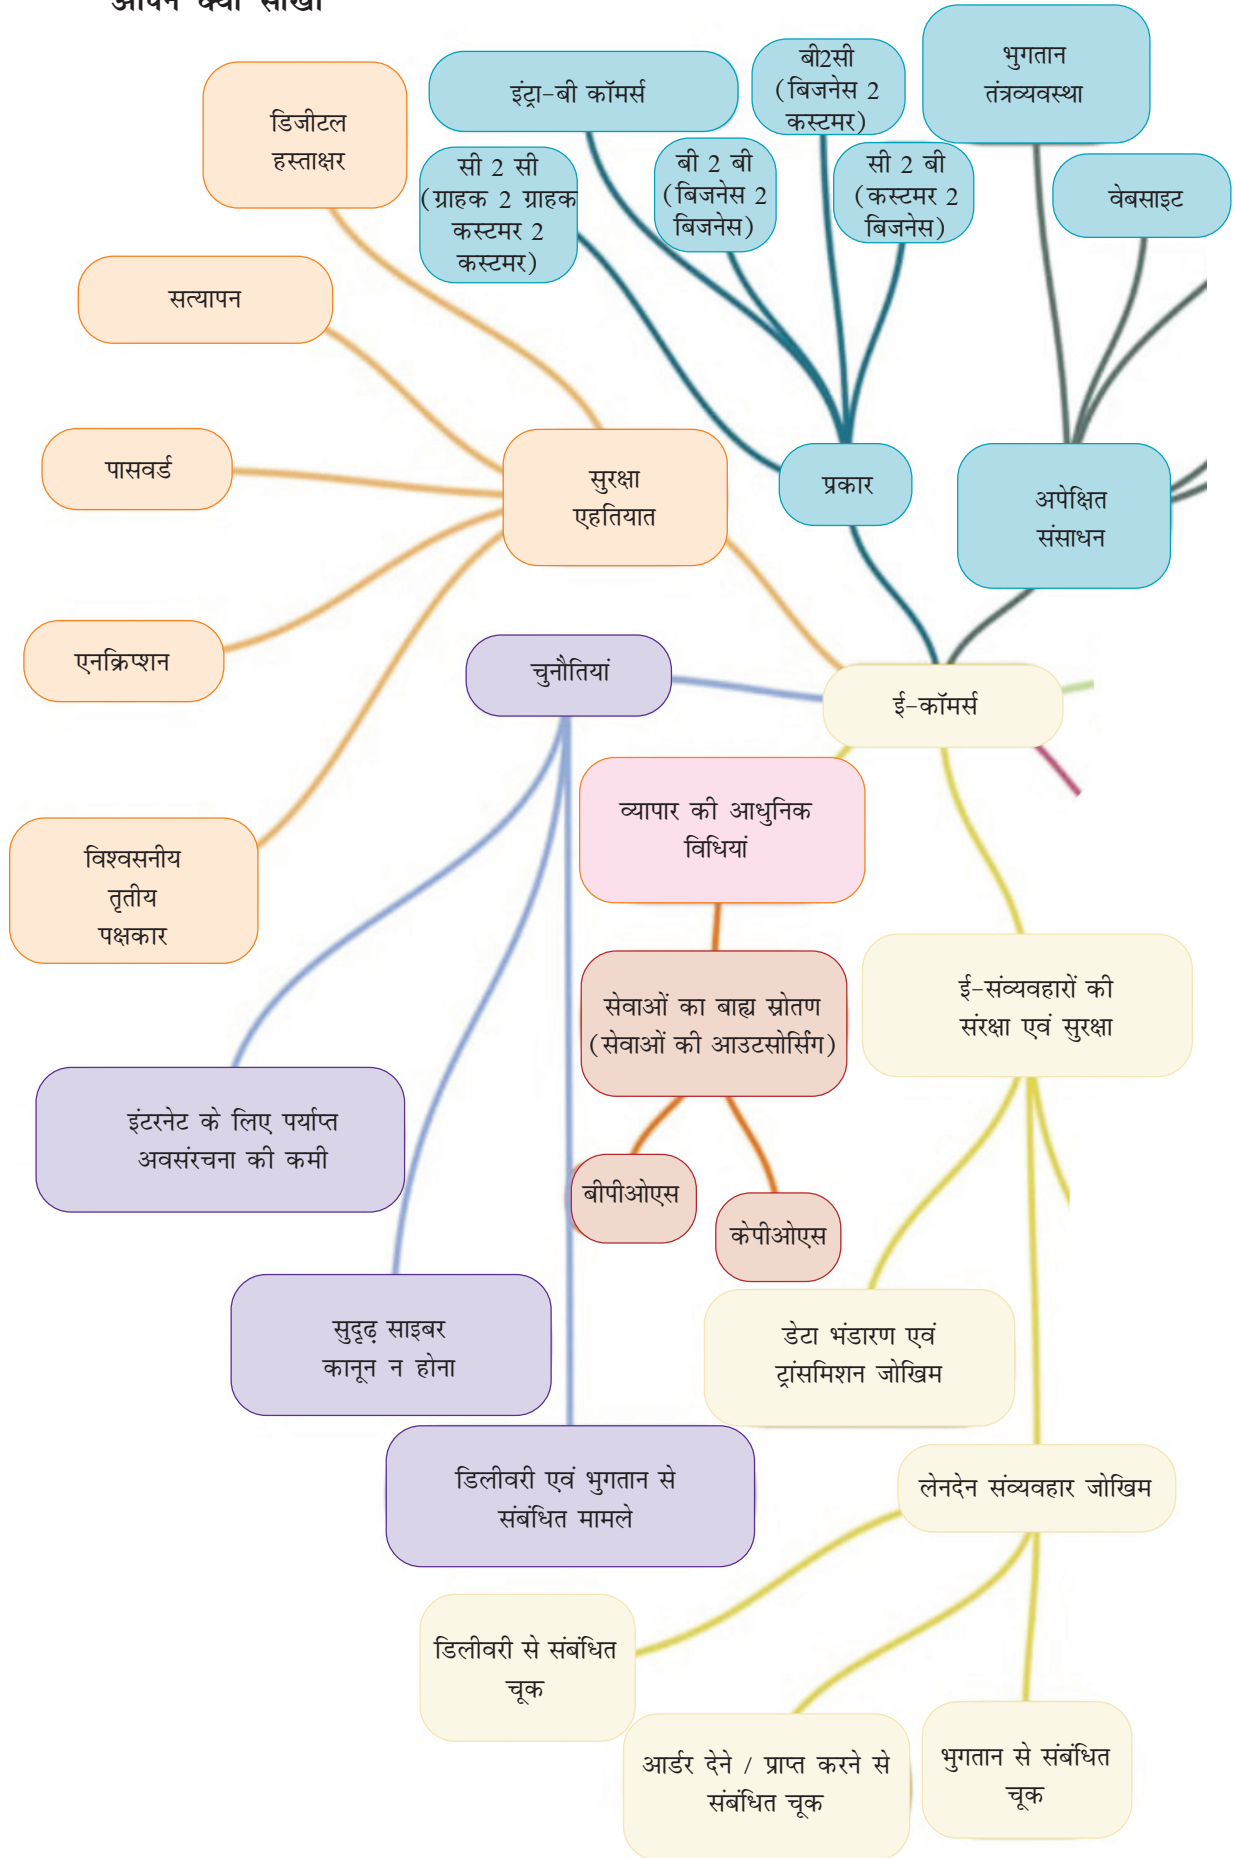 आपने क्या सीखा
डिजीटल
हस्ताक्षर
इंट्रा-बी कॉमर्स
बी2सी
(बिजनेस 2
कस्टमर)
भुगतान
तंत्रव्यवस्था
सी 2 सी
(ग्राहक 2 ग्राहक
कस्टमर 2
कस्टमर)
बी 2 बी
(बिजनेस 2
बिजनेस)
सी 2 बी
(कस्टमर 2
बिजनेस)
वेबसाइट
सत्यापन
पासवर्ड
सुरक्षा
एहतियात
प्रकार
अपेक्षित
संसाधन
एनक्रिप्शन
चुनौतियां
ई-कॉमर्स
व्यापार की आधुनिक
विधियां
विश्वसनीय
तृतीय
पक्षकार
सेवाओं का बाह्य स्रोतण
(सेवाओं की आउटसोर्सिंग)
ई-संव्यवहारों की
संरक्षा एवं सुरक्षा
इंटरनेट के लिए पर्याप्त
अवसंरचना की कमी
बीपीओएस
केपीओएस
सुदृढ़ साइबर
कानून न होना
डेटा भंडारण एवं
ट्रांसमिशन जोखिम
डिलीवरी एवं भुगतान से
संबंधित मामले
लेनदेन संव्यवहार जोखिम
डिलीवरी से संबंधित
चूक
आर्डर देने / प्राप्त करने से
संबंधित चूक
भुगतान से संबंधित
चूक